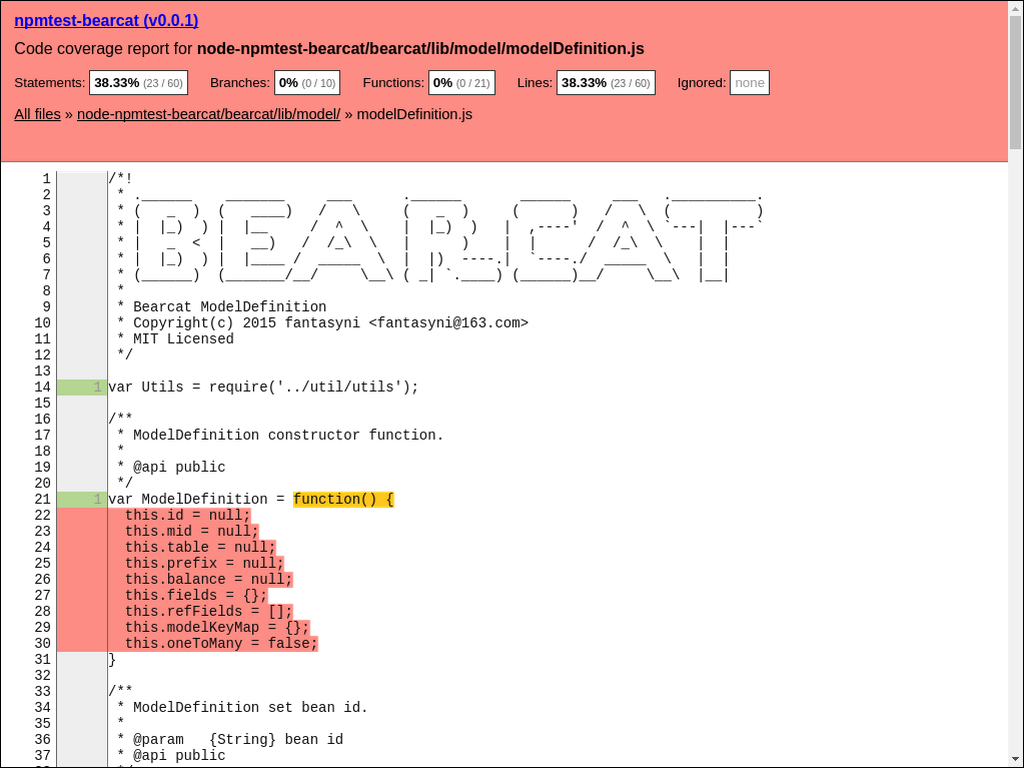 npmtest-bearcat (v0.0.1)
Code coverage report for node-npmtest-bearcat/bearcat/lib/model/modelDefinition.js
Statements: 38.33% (23 / 60) Branches: 0% (0 / 10) Functions: 0% (0 / 21) Lines: 38.33% (23 / 60) Ignored: none
All files » node-npmtest-bearcat/bearcat/lib/model/ » modelDefinition.js
1 /*!
2  * .______    _______     ___      .______       ______     ___   .__________.
3  * (   _  )  (   ____)   /   \     (   _  )     (      )   /   \  (          )
4  * |  |_)  ) |  |__     /  ^  \    |  |_)  )   |  ,----'  /  ^  \ `---|  |---`
5  * |   _  <  |   __)   /  /_\  \   |      )    |  |      /  /_\  \    |  |
6  * |  |_)  ) |  |____ /  _____  \  |  |)  ----.|  `----./  _____  \   |  |
7  * (______)  (_______/__/     \__\ ( _| `.____) (______)__/     \__\  |__|
8  *
9  * Bearcat ModelDefinition
10  * Copyright(c) 2015 fantasyni <fantasyni@163.com>
11  * MIT Licensed
12  */
13
14 1 var Utils = require('../util/utils');
15
16 /**
17  * ModelDefinition constructor function.
18  *
19  * @api public
20  */
21 1 var ModelDefinition = function() {
22   this.id = null;
23   this.mid = null;
24   this.table = null;
25   this.prefix = null;
26   this.balance = null;
27   this.fields = {};
28   this.refFields = [];
29   this.modelKeyMap = {};
30   this.oneToMany = false;
31 }
32
33 /**
34  * ModelDefinition set bean id.
35  *
36  * @param   {String} bean id
37  * @api public